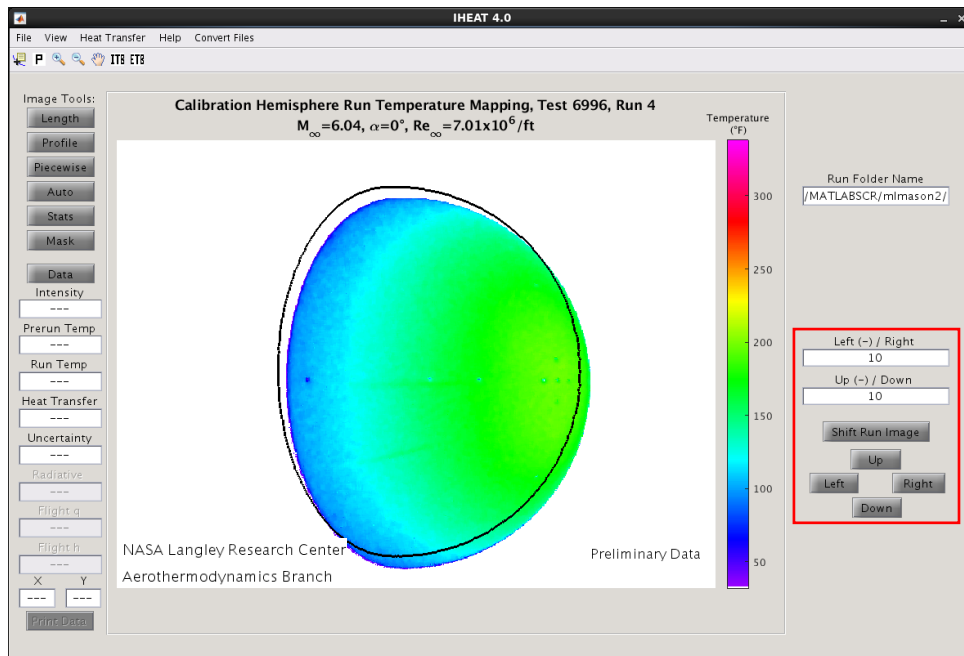 IHEAT 4.0
File View Heat Transfer Help Convert Files
P ITB ETB
Image Tools:
Length
Profile
Piecewise
Auto
Stats
Mask
Data
Intensity
---
Prerun Temp
---
Run Temp
---
Heat Transfer
---
Uncertainty
---
Radiative
---
Flight q
---
Flight h
---
X Y
--- ---
Print Data
Calibration Hemisphere Run Temperature Mapping, Test 6996, Run 4
M∞=6.04, α=0°, Re∞=7.01x10⁶/ft
Temperature
(°F)
300
250
200
150
100
50
NASA Langley Research Center
Aerothermodynamics Branch
Preliminary Data
Run Folder Name
/MATLABSCR/mlmason2/
Left (-) / Right
10
Up (-) / Down
10
Shift Run Image
Up
Left Right
Down